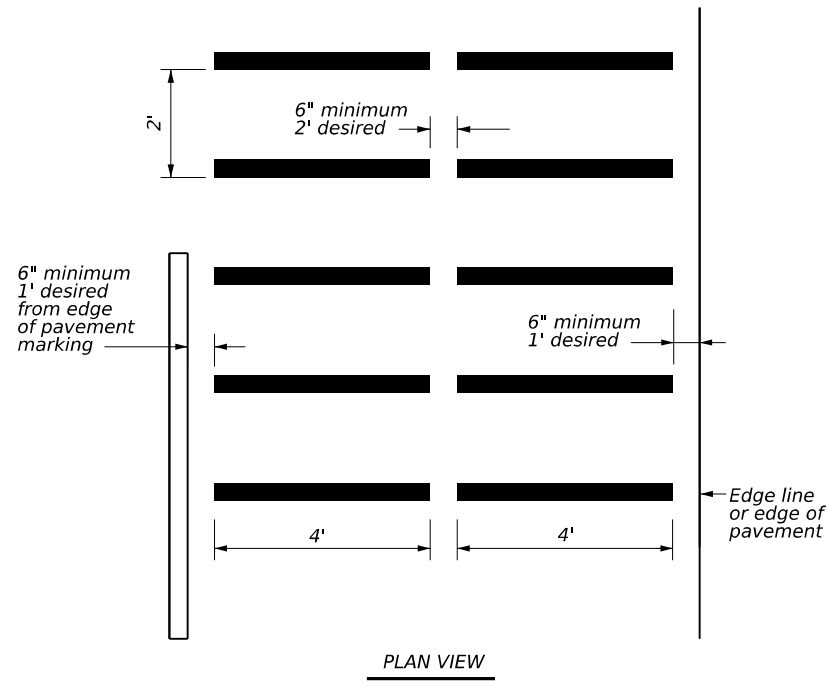 6" minimum
2' desired
2'
6" minimum
1' desired
from edge
of pavement
marking
6" minimum
1' desired
Edge line
or edge of
pavement
4'
4'
PLAN VIEW